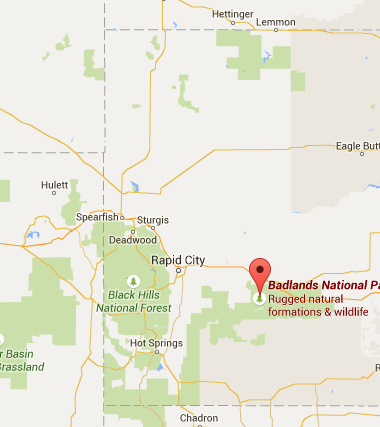 Hettinger
Lemmon
Eagle Butt
Hulett
Spearfish
Sturgis
Deadwood
Rapid City
Badlands National Pa
Rugged natural
formations & wildlife
Black Hills
National Forest
Hot Springs
r Basin
Grassland
R
Chadron